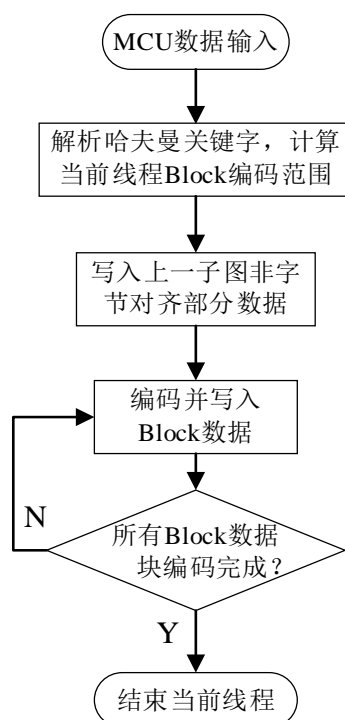 MCU数据输入
解析哈夫曼关键字，计算
当前线程Block编码范围
写入上一子图非字
节对齐部分数据
编码并写入
Block数据
N
所有Block数据
块编码完成？
Y
结束当前线程